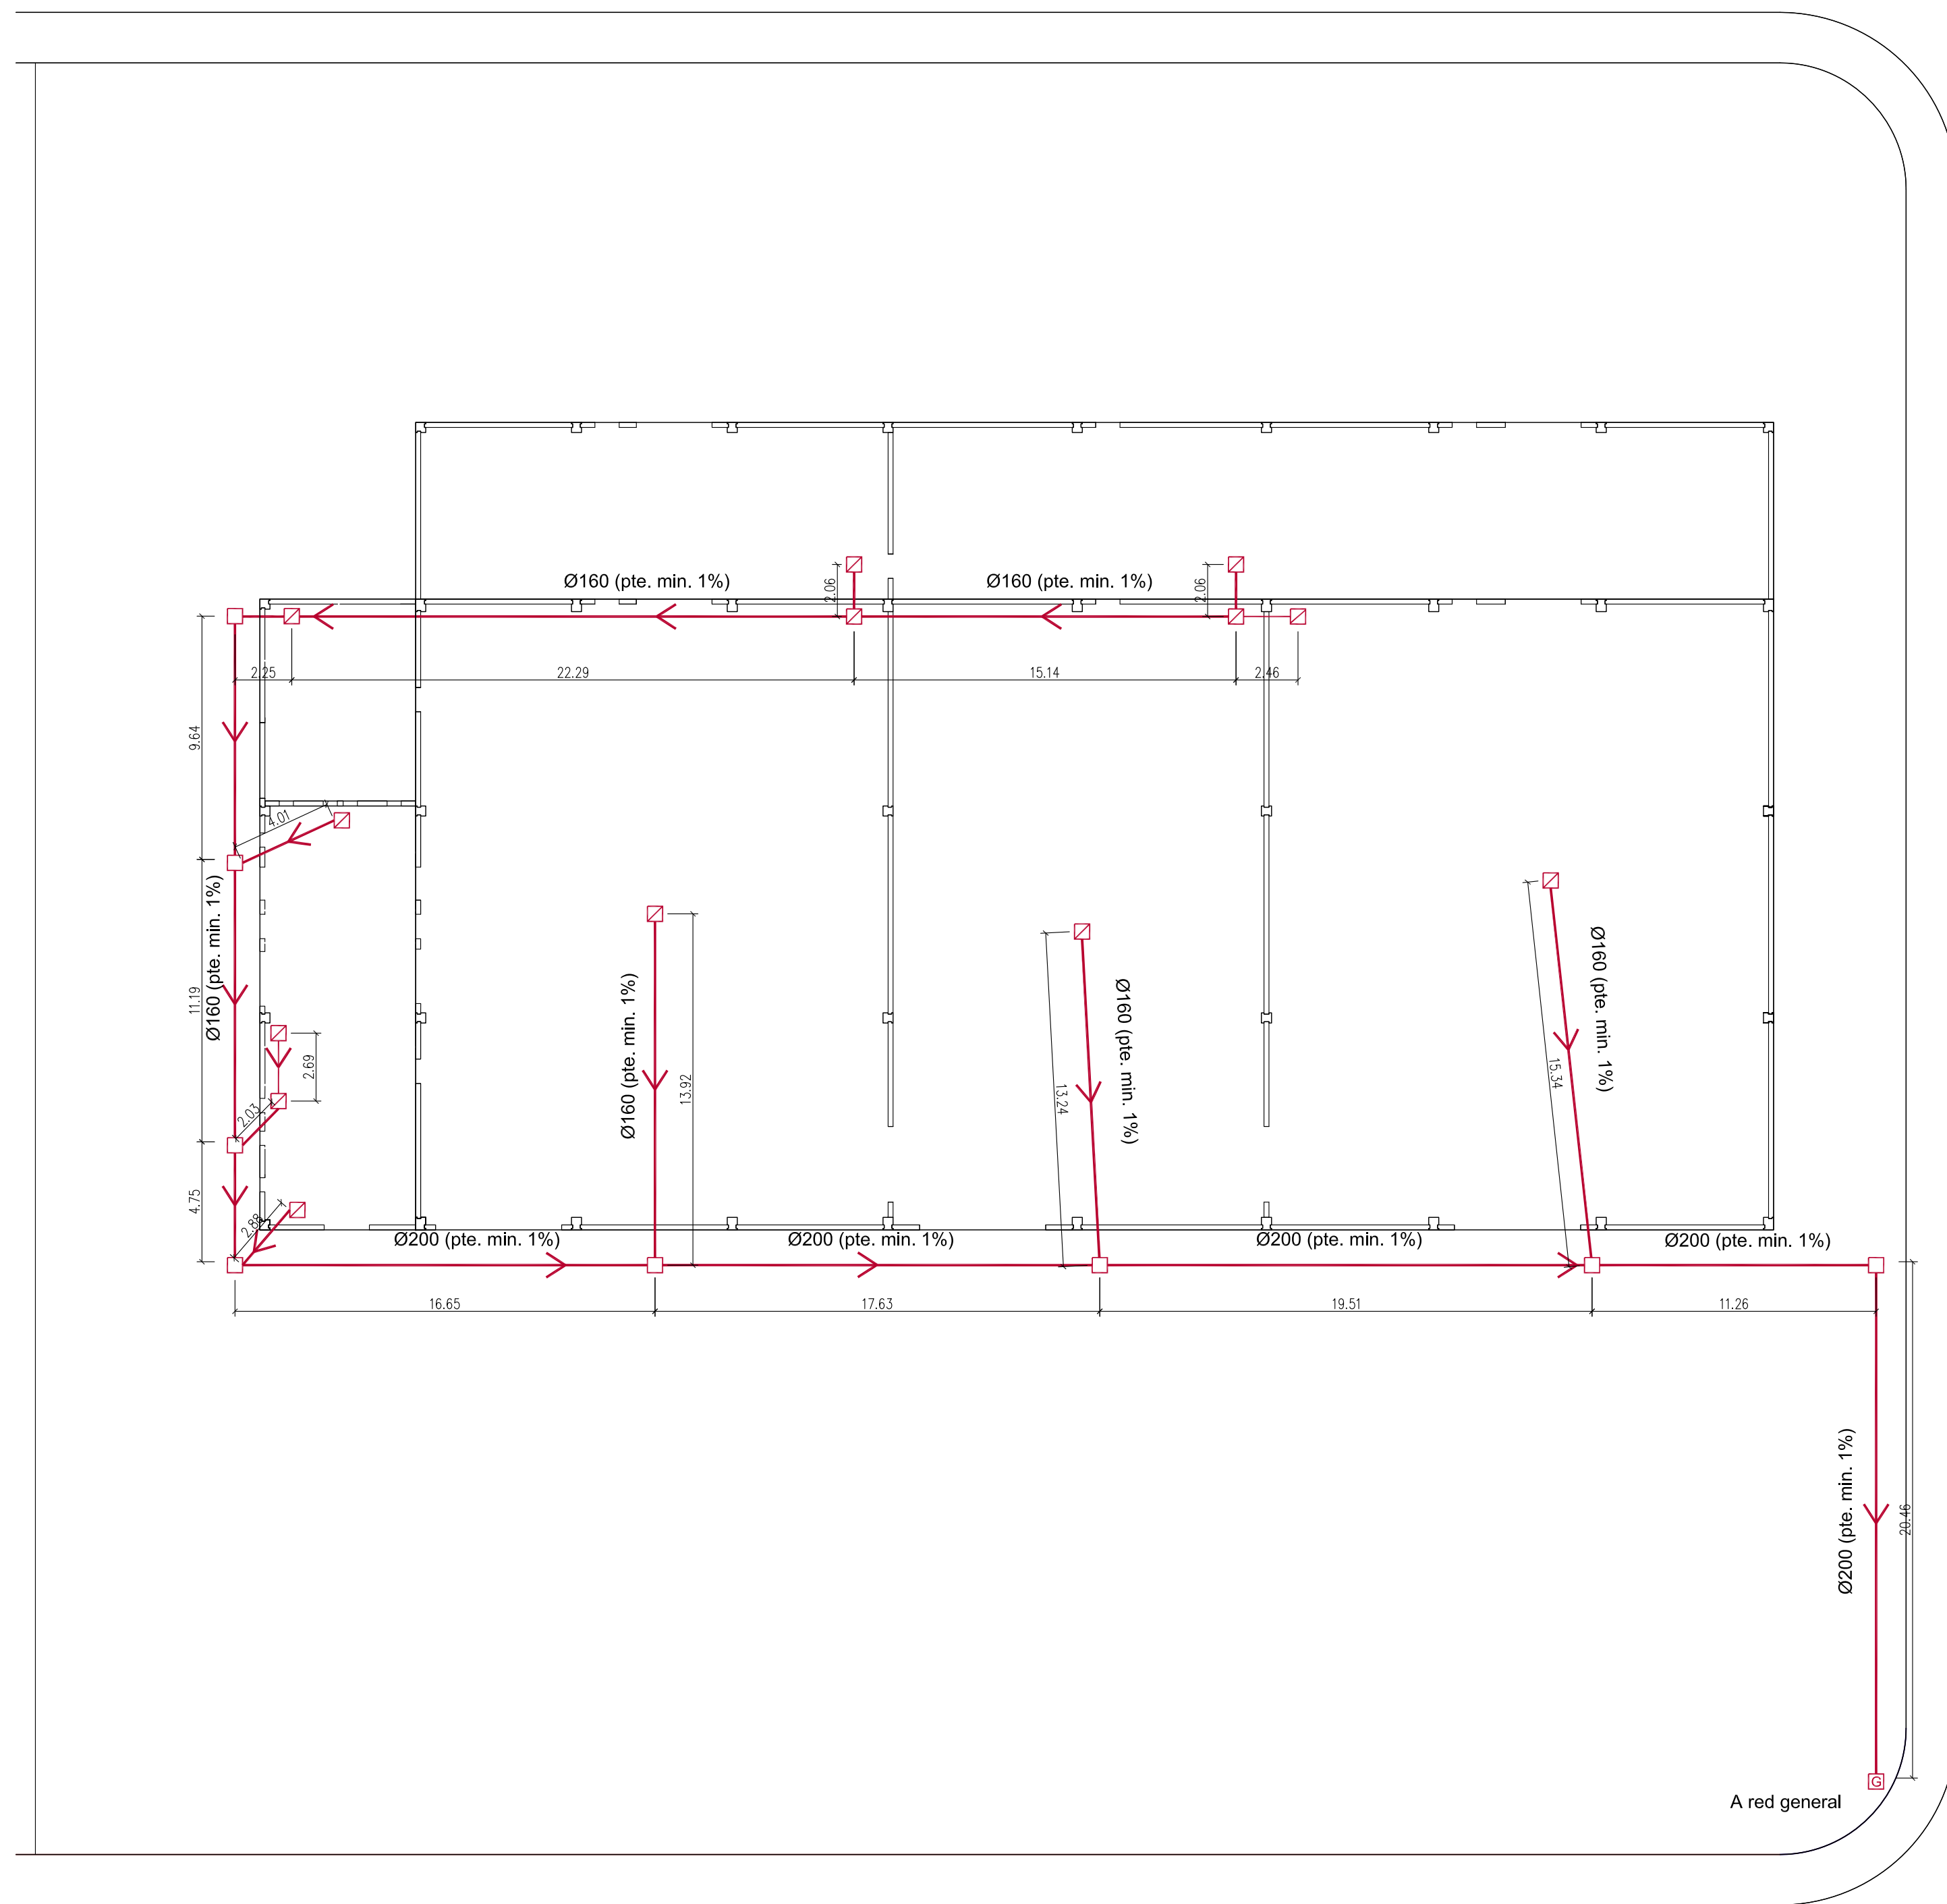 Ø160 (pte. min. 1%)
Ø160 (pte. min. 1%)
2.06
2.06
2.25
22.29
15.14
2.46
9.64
4.01
Ø160 (pte. min. 1%)
11.19
2.69
2.03
4.75
2.88
Ø160 (pte. min. 1%)
13.92
13.24
Ø160 (pte. min. 1%)
15.34
Ø160 (pte. min. 1%)
Ø200 (pte. min. 1%)
Ø200 (pte. min. 1%)
Ø200 (pte. min. 1%)
Ø200 (pte. min. 1%)
16.65
17.63
19.51
11.26
Ø200 (pte. min. 1%)
20.46
G
A red general